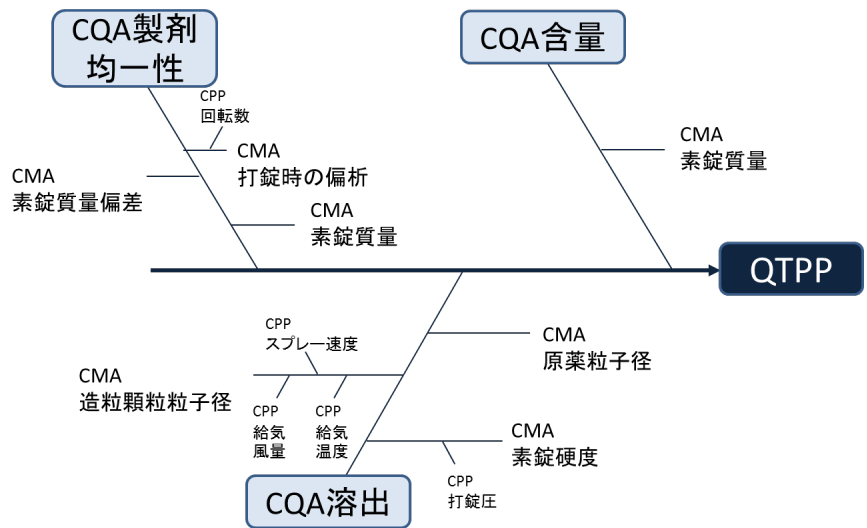 CQA製剤
均一性
CQA含量
CPP
回転数
CMA
打錠時の偏析
CMA
素錠質量偏差
CMA
素錠質量
CMA
素錠質量
QTPP
CPP
スプレー速度
CMA
造粒顆粒粒子径
CPP
給気
風量
CPP
給気
温度
CMA
原薬粒子径
CMA
素錠硬度
CPP
打錠圧
CQA溶出